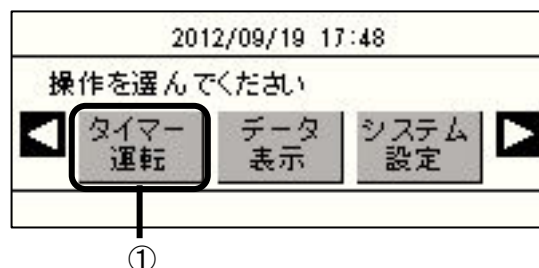 2012/09/19 17:48
操作を選んでください
タイマー
運転
データ
表示
システム
設定
①